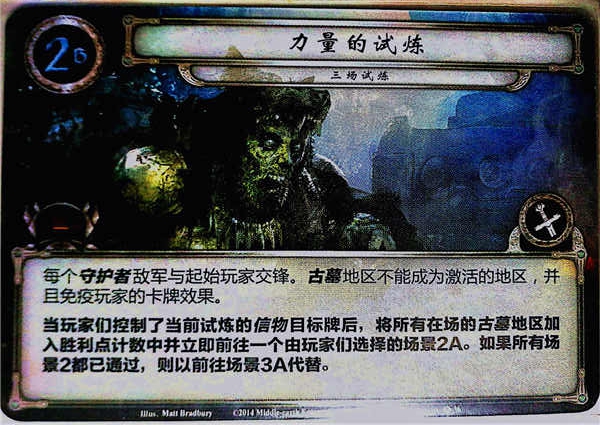 2B
力量的试炼
三场试炼
每个守护者敌军与起始玩家交锋。古墓地区不能成为激活的地区，并
且免疫玩家的卡牌效果。
当玩家们控制了当前试炼的信物目标牌后，将所有在场的古墓地区加
入胜利点计数中并立即前往一个由玩家们选择的场景2A。如果所有场
景2都已通过，则以前往场景3A代替。
Illus. Matt Bradbury ©2014 Middle-earth